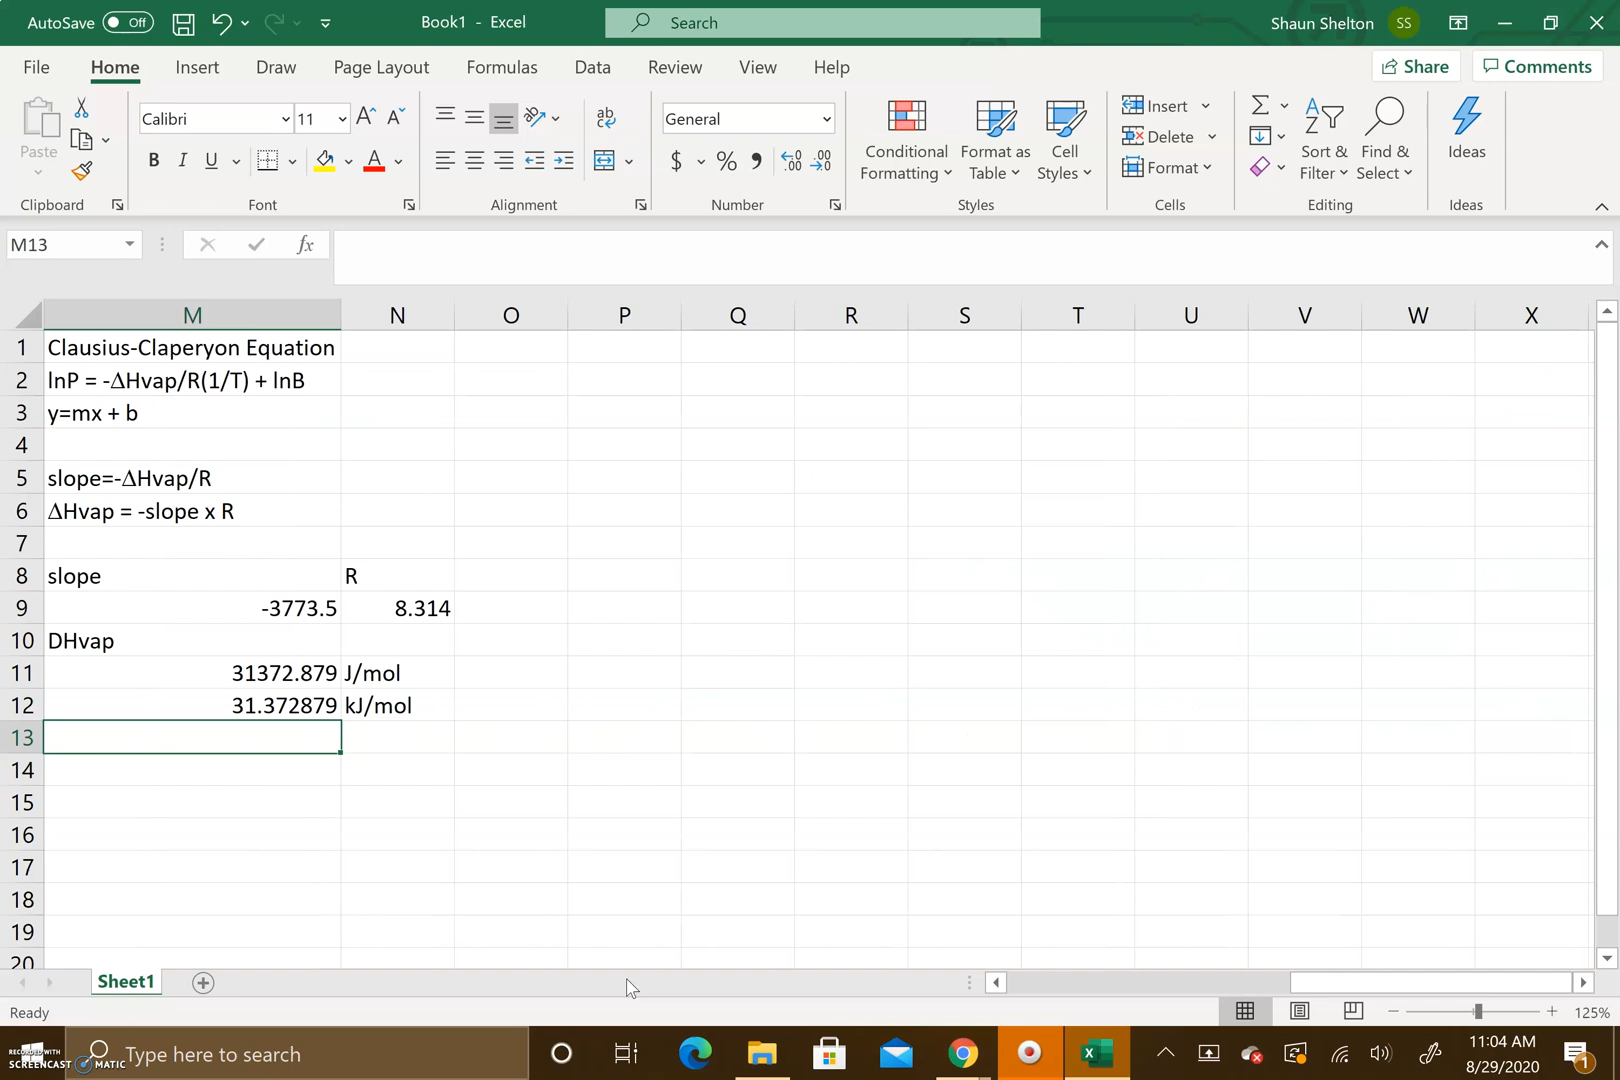 AutoSave Off Book1 - Excel Search Shaun Shelton SS
File Home Insert Draw Page Layout Formulas Data Review View Help Share Comments
Paste
Clipboard
Calibri 11
B I U A
Font
ab
Alignment
General
$ % 9 .00 .00
Number
Conditional Formatting
Format as Table
Cell Styles
Styles
Insert
Delete
Format
Cells
Sort & Filter
Find & Select
Editing
Ideas
Ideas
M13 fx
M N O P Q R S T U V W X
1 Clausius-Claperyon Equation
2 lnP = -ΔHvap/R(1/T) + lnB
3 y=mx + b
4
5 slope=-ΔHvap/R
6 ΔHvap = -slope x R
7
8 slope R
9 -3773.5 8.314
10 DHvap
11 31372.879 J/mol
12 31.372879 kJ/mol
13
14
15
16
17
18
19
20
Sheet1
Ready 125%
RECORDED WITH
SCREENCAST MATIC
Type here to search
11:04 AM
8/29/2020
1